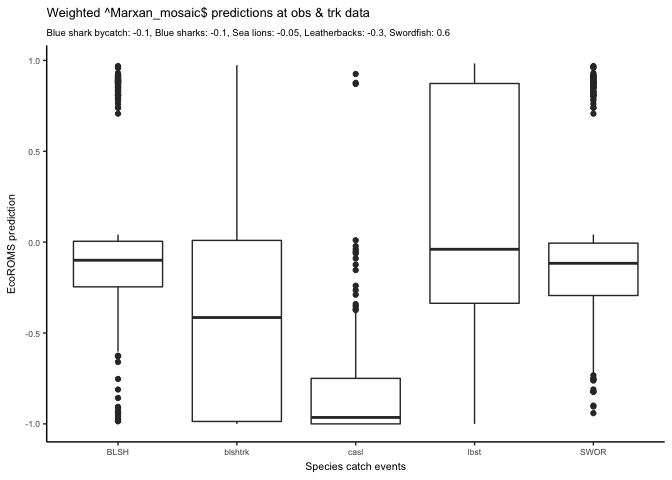 Weighted ^Marxan_mosaic$ predictions at obs & trk data
Blue shark bycatch: -0.1, Blue sharks: -0.1, Sea lions: -0.05, Leatherbacks: -0.3, Swordfish: 0.6
1.0
0.5
0.0
-0.5
-1.0
EcoROMS prediction
BLSH blshtrk casl lbst SWOR
Species catch events